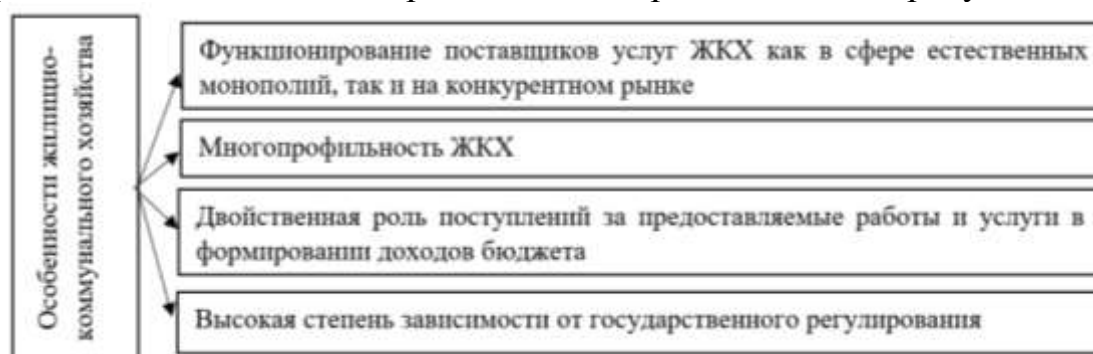 Особенности жилищно-
коммунального хозяйства
Функционирование поставщиков услуг ЖКХ как в сфере естественных
монополий, так и на конкурентном рынке
Многопрофильность ЖКХ
Двойственная роль поступлений за предоставляемые работы и услуги в
формировании доходов бюджета
Высокая степень зависимости от государственного регулирования